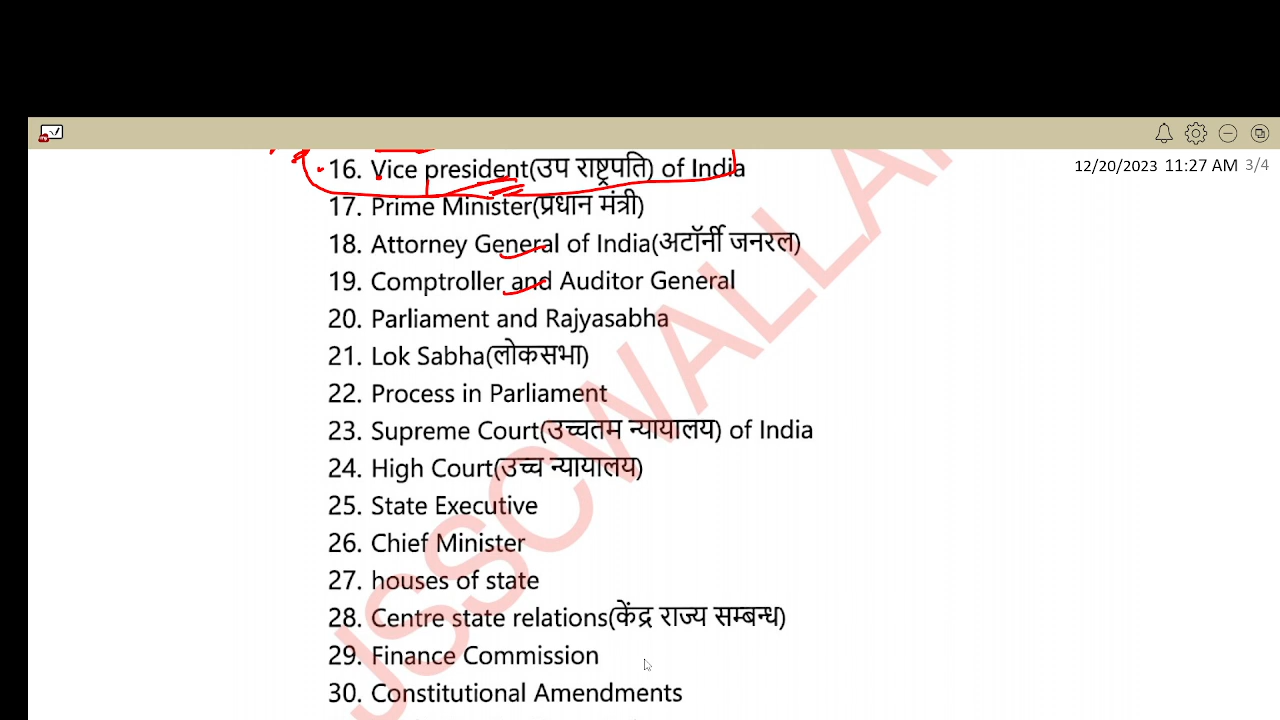 12/20/2023 11:27 AM 3/4
16. Vice president(उप राष्ट्रपति) of India
17. Prime Minister(प्रधान मंत्री)
18. Attorney General of India(अटॉर्नी जनरल)
19. Comptroller and Auditor General
20. Parliament and Rajyasabha
21. Lok Sabha(लोकसभा)
22. Process in Parliament
23. Supreme Court(उच्चतम न्यायालय) of India
24. High Court(उच्च न्यायालय)
25. State Executive
26. Chief Minister
27. houses of state
28. Centre state relations(केंद्र राज्य सम्बन्ध)
29. Finance Commission
30. Constitutional Amendments
JSSCWALLAH